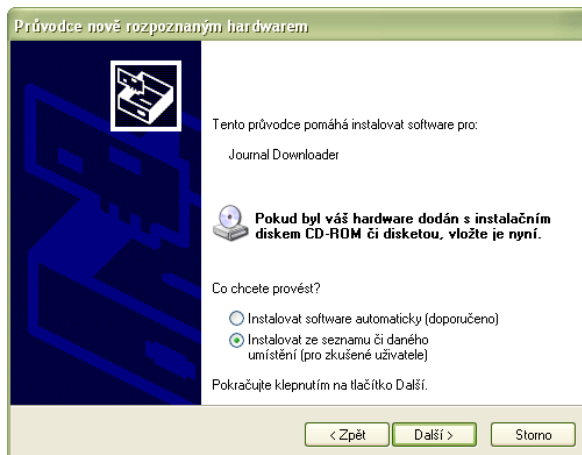 Průvodce nově rozpoznaným hardwarem
Tento průvodce pomáhá instalovat software pro:
Journal Downloader
Pokud byl váš hardware dodán s instalačním
diskem CD-ROM či disketou, vložte je nyní.
Co chcete provést?
Instalovat software automaticky (doporučeno)
Instalovat ze seznamu či daného
umístění (pro zkušené uživatele)
Pokračujte klepnutím na tlačítko Další.
< Zpět
Další >
Storno